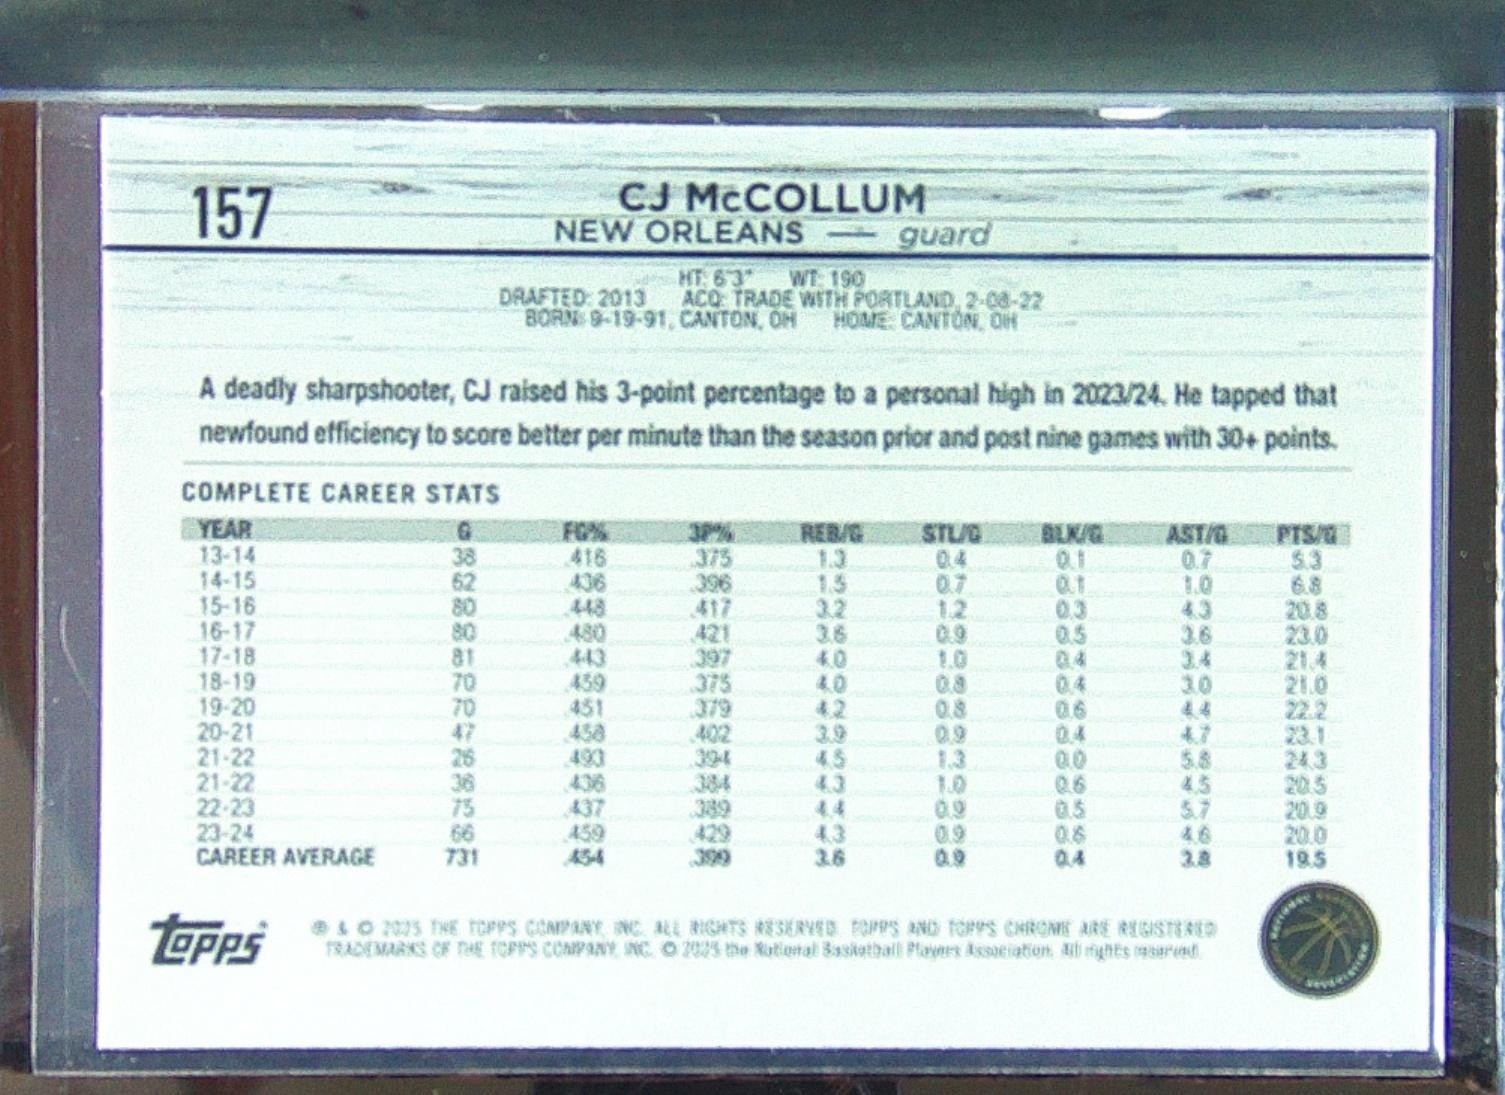 157
CJ McCOLLUM
NEW ORLEANS — guard
HT: 6'3" WT: 190
DRAFTED: 2013 ACQ: TRADE WITH PORTLAND, 2-08-22
BORN: 9-19-91, CANTON, OH HOME: CANTON, OH
A deadly sharpshooter, CJ raised his 3-point percentage to a personal high in 2023/24. He tapped that
newfound efficiency to score better per minute than the season prior and post nine games with 30+ points.
COMPLETE CAREER STATS
YEAR G FG% 3P% REB/G STL/G BLK/G AST/G PTS/G
13-14 38 .416 .375 1.3 0.4 0.1 0.7 5.3
14-15 62 .436 .396 1.5 0.7 0.1 1.0 6.8
15-16 80 .448 .417 3.2 1.2 0.3 4.3 20.8
16-17 80 .480 .421 3.6 0.9 0.5 3.6 23.0
17-18 81 .443 .397 4.0 1.0 0.4 3.4 21.4
18-19 70 .459 .375 4.0 0.8 0.4 3.0 21.0
19-20 70 .451 .379 4.2 0.8 0.6 4.4 22.2
20-21 47 .458 .402 3.9 0.9 0.4 4.7 23.1
21-22 26 .493 .394 4.5 1.3 0.0 5.8 24.3
21-22 36 .436 .384 4.3 1.0 0.6 4.5 20.5
22-23 75 .437 .389 4.4 0.9 0.5 5.7 20.9
23-24 66 .459 .429 4.3 0.9 0.6 4.6 20.0
CAREER AVERAGE 731 .454 .399 3.6 0.9 0.4 3.8 19.5
Topps
® & © 2025 THE TOPPS COMPANY, INC. ALL RIGHTS RESERVED. TOPPS AND TOPPS CHROME ARE REGISTERED
TRADEMARKS OF THE TOPPS COMPANY, INC. © 2025 the National Basketball Players Association. All rights reserved.